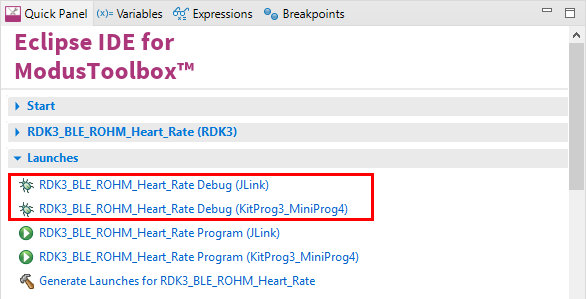 Quick Panel (x)= Variables Expressions Breakpoints
Eclipse IDE for
ModusToolbox™
Start
RDK3_BLE_ROHM_Heart_Rate (RDK3)
Launches
RDK3_BLE_ROHM_Heart_Rate Debug (JLink)
RDK3_BLE_ROHM_Heart_Rate Debug (KitProg3_MiniProg4)
RDK3_BLE_ROHM_Heart_Rate Program (JLink)
RDK3_BLE_ROHM_Heart_Rate Program (KitProg3_MiniProg4)
Generate Launches for RDK3_BLE_ROHM_Heart_Rate